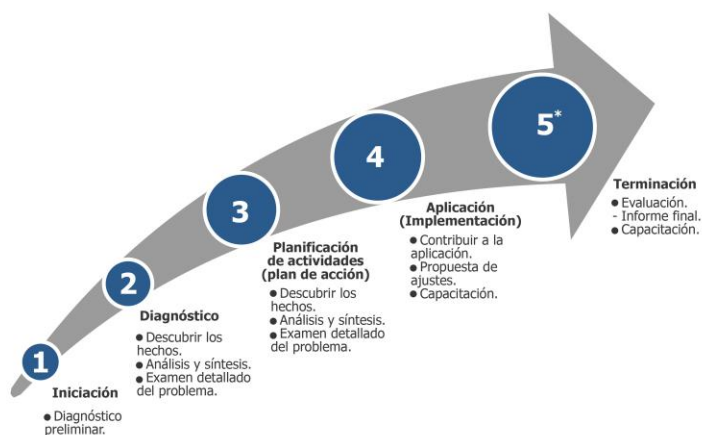 1
Iniciación
● Diagnóstico
preliminar.
2
Diagnóstico
● Descubrir los
hechos.
● Análisis y síntesis.
● Examen detallado
del problema.
3
Planificación
de actividades
(plan de acción)
● Descubrir los
hechos.
● Análisis y síntesis.
● Examen detallado
del problema.
4
Aplicación
(Implementación)
● Contribuir a la
aplicación.
● Propuesta de
ajustes.
● Capacitación.
5*
Terminación
● Evaluación.
- Informe final.
● Capacitación.